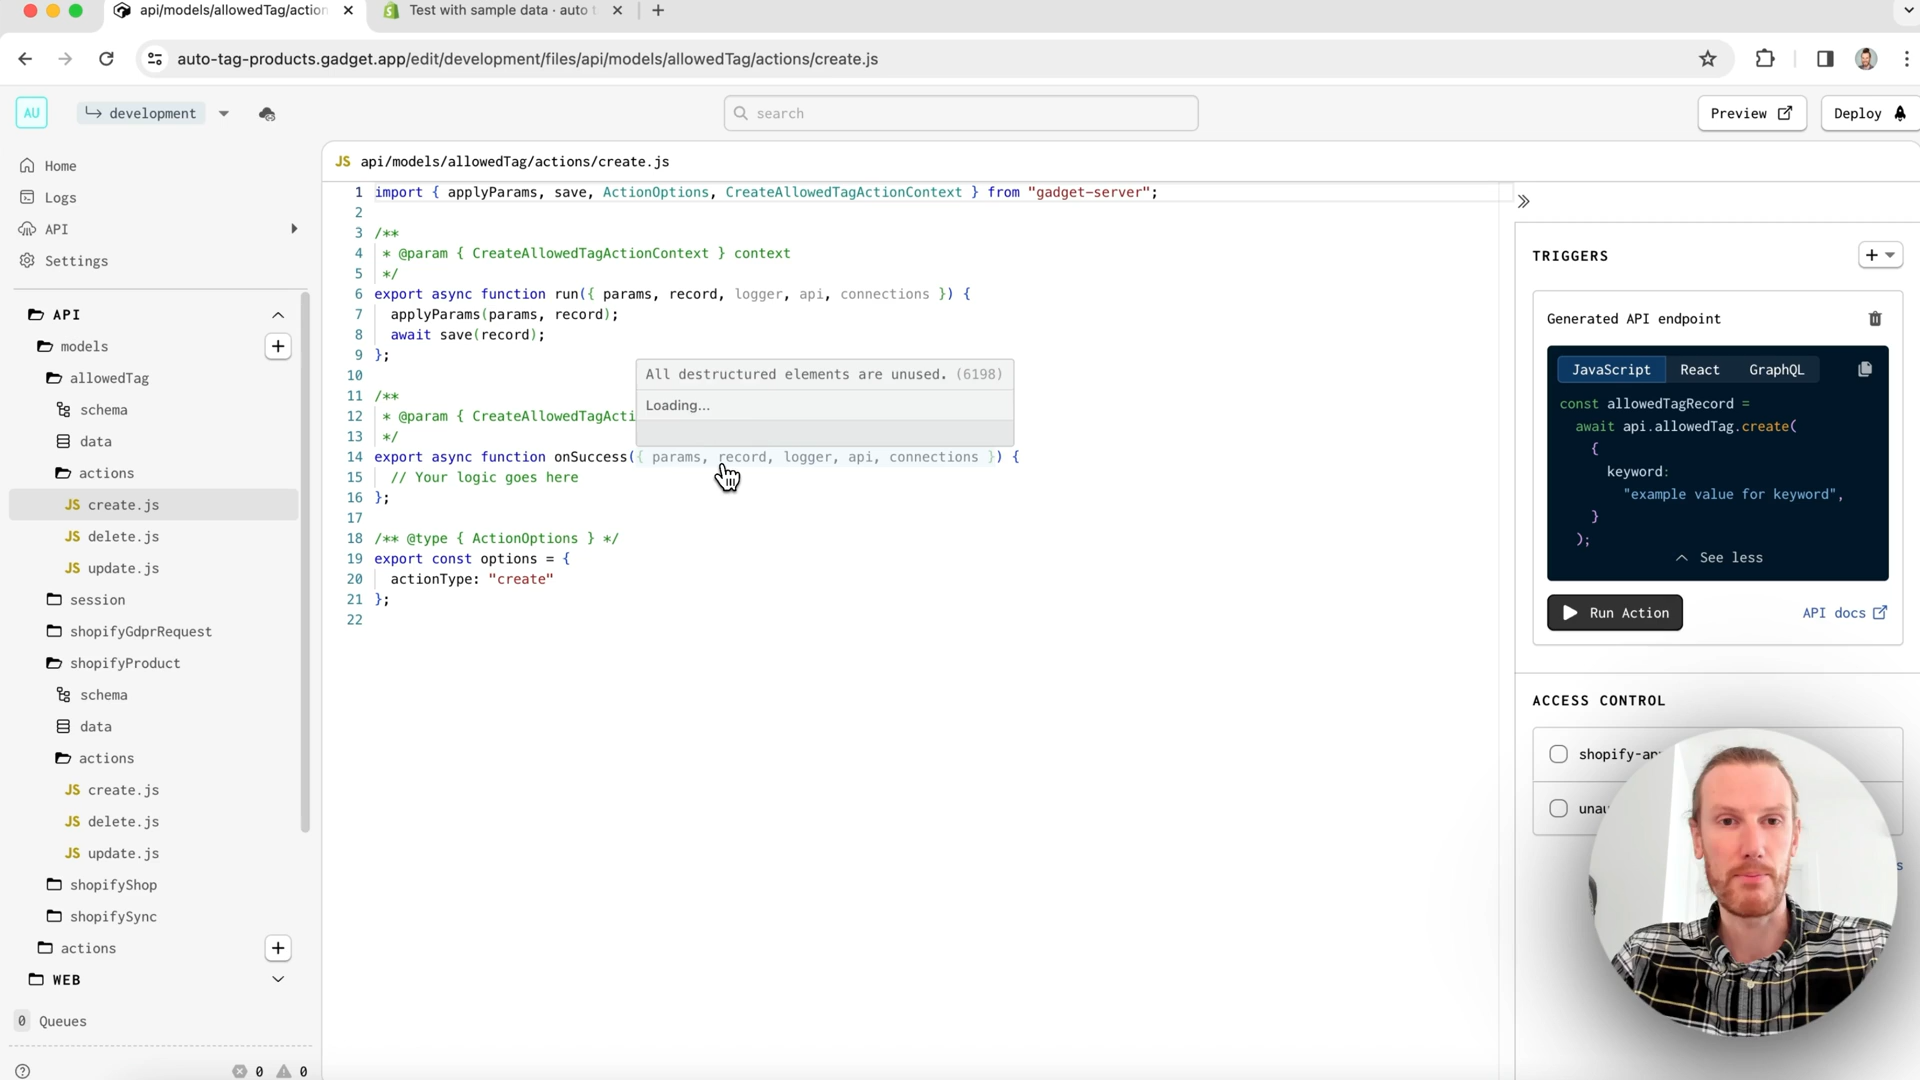 api/models/allowedTag/action
Test with sample data · auto t
auto-tag-products.gadget.app/edit/development/files/api/models/allowedTag/actions/create.js
AU
development
search
Preview
Deploy
Home
Logs
API
Settings
API
models
allowedTag
schema
data
actions
JS create.js
JS delete.js
JS update.js
session
shopifyGdprRequest
shopifyProduct
schema
data
actions
JS create.js
JS delete.js
JS update.js
shopifyShop
shopifySync
actions
WEB
0 Queues
0 0
JS api/models/allowedTag/actions/create.js
1 import { applyParams, save, ActionOptions, CreateAllowedTagActionContext } from "gadget-server";
2
3 /**
4 * @param { CreateAllowedTagActionContext } context
5 */
6 export async function run({ params, record, logger, api, connections }) {
7 applyParams(params, record);
8 await save(record);
9 };
10
11 /**
12 * @param { CreateAllowedTagActi
13 */
14 export async function onSuccess({ params, record, logger, api, connections }) {
15 // Your logic goes here
16 };
17
18 /** @type { ActionOptions } */
19 export const options = {
20 actionType: "create"
21 };
22
All destructured elements are unused. (6198)
Loading...
TRIGGERS
Generated API endpoint
JavaScript React GraphQL
const allowedTagRecord =
await api.allowedTag.create(
{
keyword:
"example value for keyword",
}
);
See less
Run Action
API docs
ACCESS CONTROL
shopify-ap
unau
s